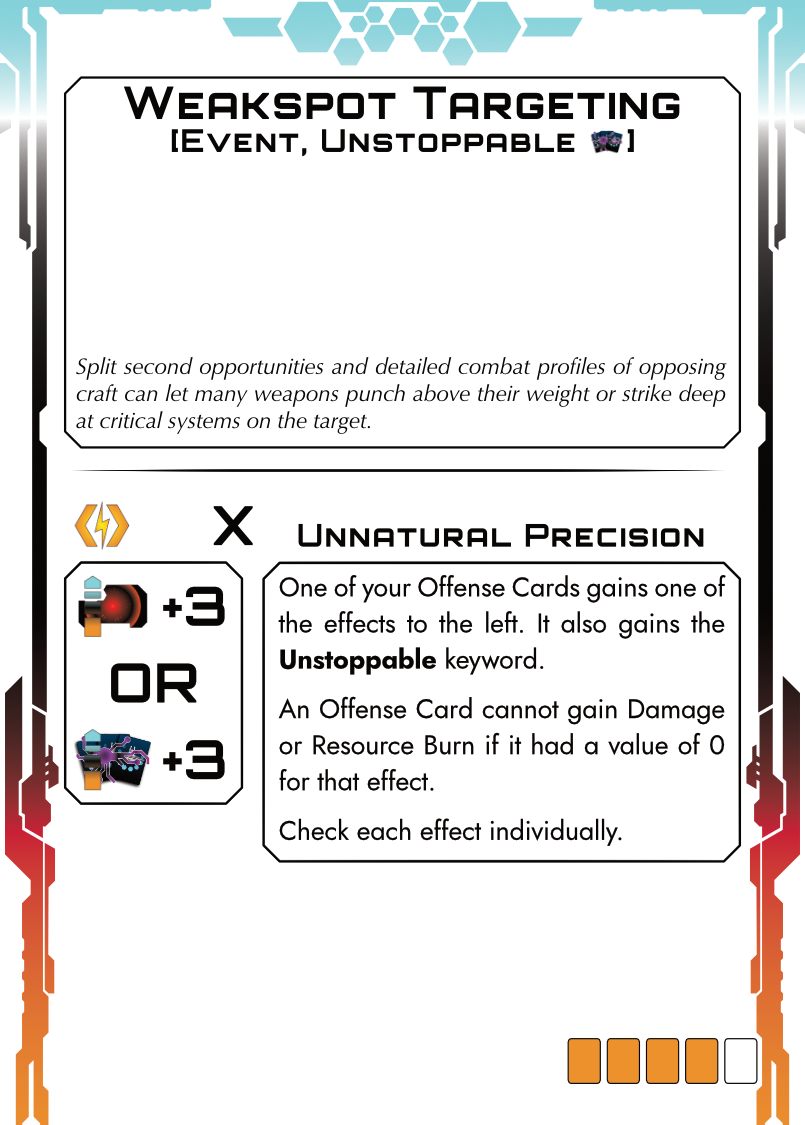 Weakspot Targeting
[Event, Unstoppable ]
Split second opportunities and detailed combat profiles of opposing
craft can let many weapons punch above their weight or strike deep
at critical systems on the target.
X
Unnatural Precision
+3
OR
+3
One of your Offense Cards gains one of
the effects to the left. It also gains the
Unstoppable keyword.
An Offense Card cannot gain Damage
or Resource Burn if it had a value of 0
for that effect.
Check each effect individually.